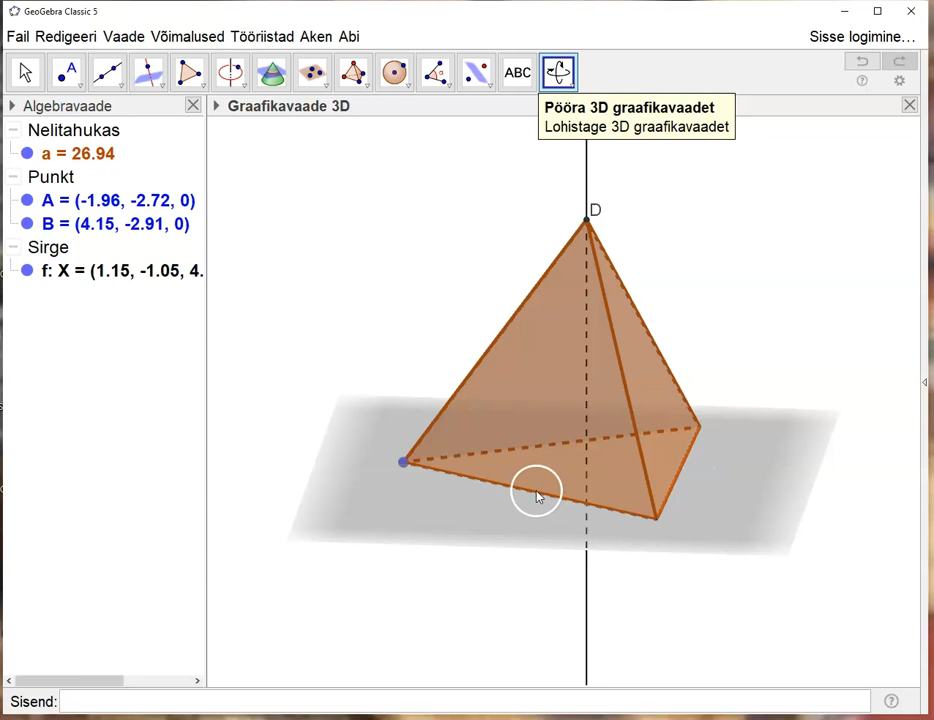 GeoGebra Classic 5
Fail Redigeeri Vaade Võimalused Tööriistad Aken Abi
Sisse logimine...
A
ABC
Algebravaade
Graafikavaade 3D
Pööra 3D graafikavaadet
Lohistage 3D graafikavaadet
Nelitahukas
a = 26.94
Punkt
A = (-1.96, -2.72, 0)
B = (4.15, -2.91, 0)
Sirge
f: X = (1.15, -1.05, 4.
D
Sisend: